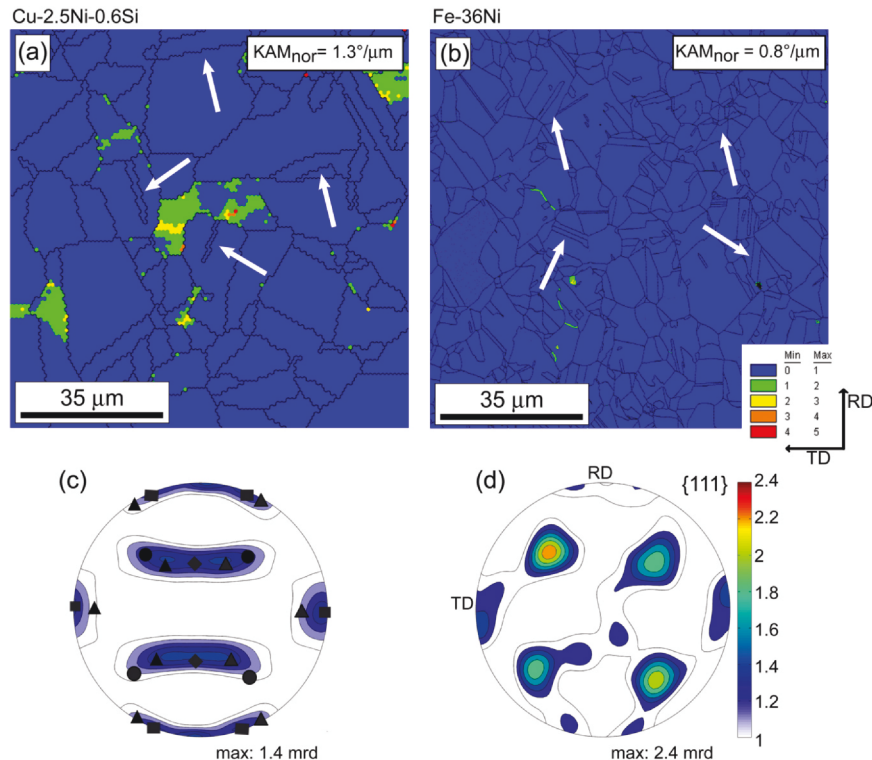 Cu-2.5Ni-0.6Si
Fe-36Ni
(a)
KAMnor= 1.3°/μm
(b)
KAMnor = 0.8°/μm
35 μm
35 μm
Min Max
0 1
1 2
2 3
3 4
4 5
RD
TD
(c)
(d)
RD
{111}
TD
2.4
2.2
2
1.8
1.6
1.4
1.2
1
max: 1.4 mrd
max: 2.4 mrd